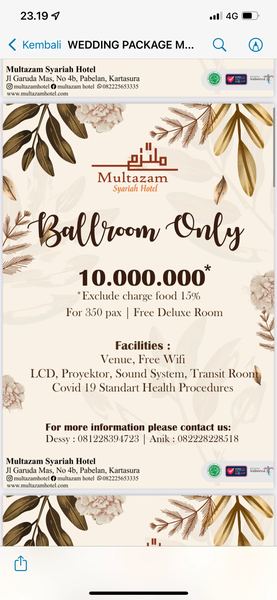 23.19
4G
Kembali
WEDDING PACKAGE M...
Multazam Syariah Hotel
Jl Garuda Mas, No 4b, Pabelan, Kartasura
multazamhotel multazam hotel 082225653335
www.multazamhotel.com
ملتزم
Multazam
Syariah Hotel
Ballroom Only
10.000.000*
*Exclude charge food 15%
For 350 pax | Free Deluxe Room
Facilities :
Venue, Free Wifi
LCD, Proyektor, Sound System, Transit Room,
Covid 19 Standart Health Procedures
For more information please contact us:
Dessy : 081228394723 | Anik : 082228228518
Multazam Syariah Hotel
Jl Garuda Mas, No 4b, Pabelan, Kartasura
multazamhotel multazam hotel 082225653335
www.multazamhotel.com